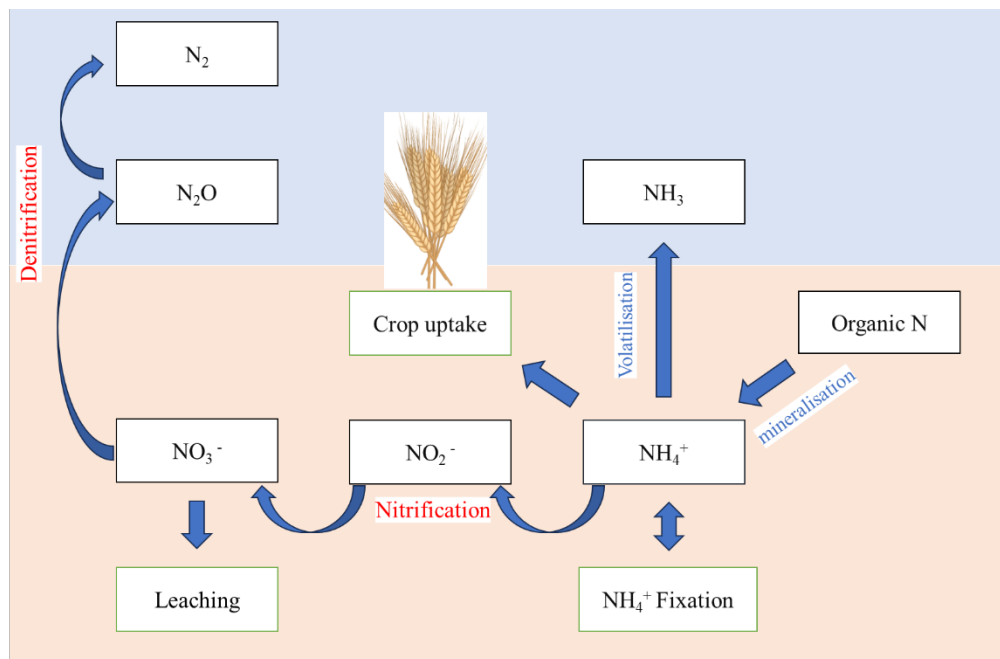 N₂
Denitrification
N₂O
NH₃
Crop uptake
Volatilisation
Organic N
mineralisation
NO₃⁻
NO₂⁻
NH₄⁺
Nitrification
Leaching
NH₄⁺ Fixation